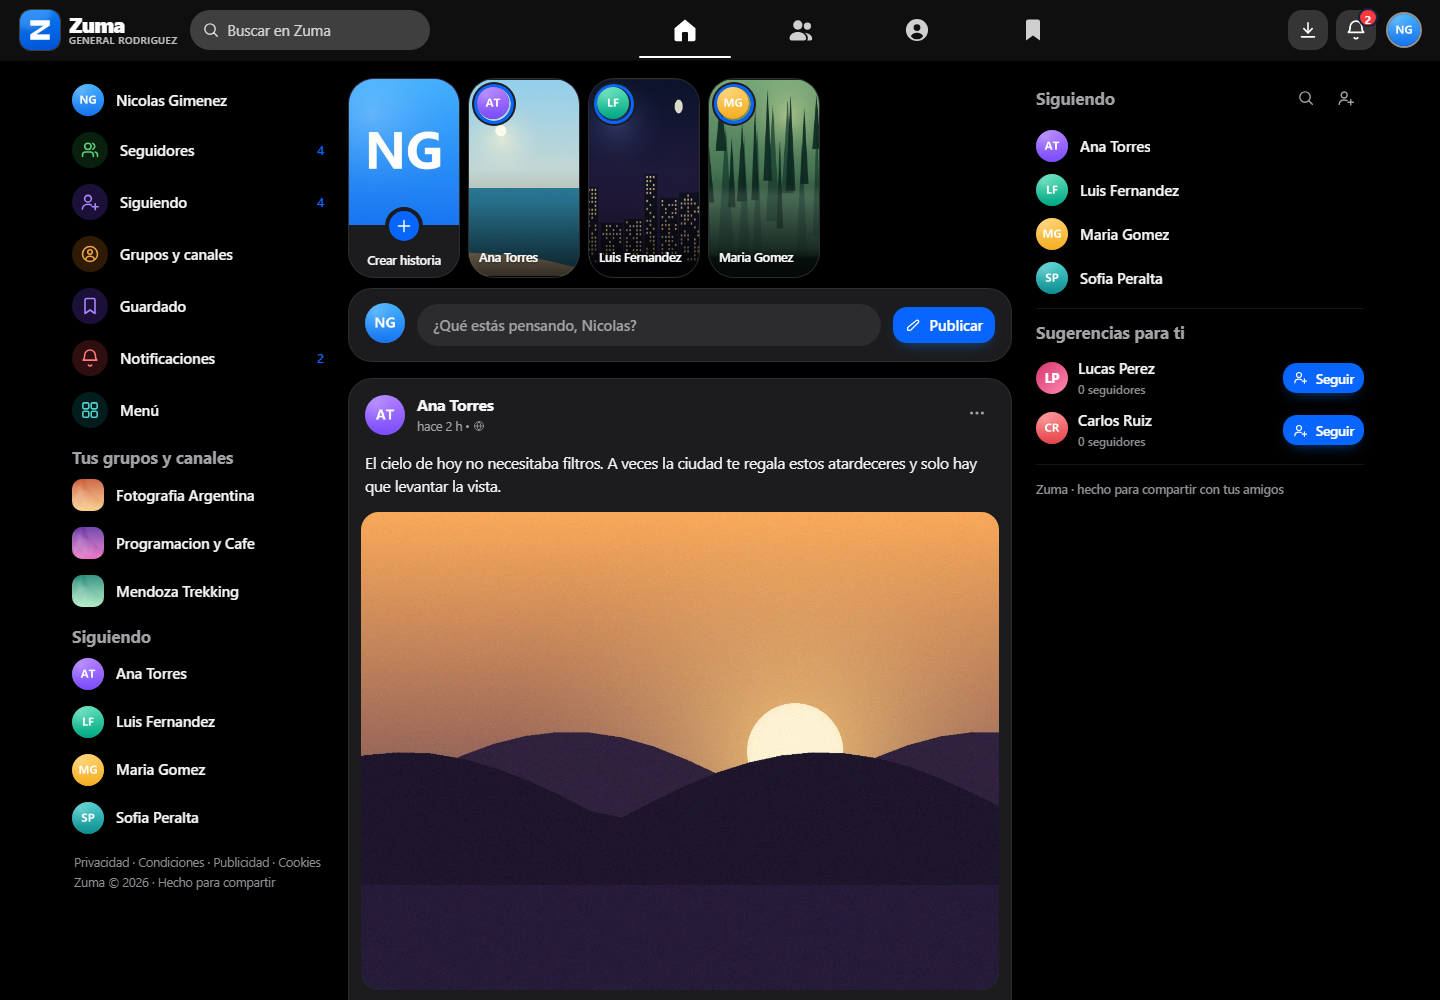 Zuma
GENERAL RODRIGUEZ
Buscar en Zuma
2
NG
NG
Nicolas Gimenez
Seguidores
4
Siguiendo
4
Grupos y canales
Guardado
Notificaciones
2
Menú
Tus grupos y canales
Fotografia Argentina
Programacion y Cafe
Mendoza Trekking
Siguiendo
AT
Ana Torres
LF
Luis Fernandez
MG
Maria Gomez
SP
Sofia Peralta
Privacidad · Condiciones · Publicidad · Cookies
Zuma © 2026 · Hecho para compartir
NG
Crear historia
AT
Ana Torres
LF
Luis Fernandez
MG
Maria Gomez
NG
¿Qué estás pensando, Nicolas?
Publicar
AT
Ana Torres
hace 2 h •
El cielo de hoy no necesitaba filtros. A veces la ciudad te regala estos atardeceres y solo hay
que levantar la vista.
Siguiendo
AT
Ana Torres
LF
Luis Fernandez
MG
Maria Gomez
SP
Sofia Peralta
Sugerencias para ti
LP
Lucas Perez
0 seguidores
Seguir
CR
Carlos Ruiz
0 seguidores
Seguir
Zuma · hecho para compartir con tus amigos